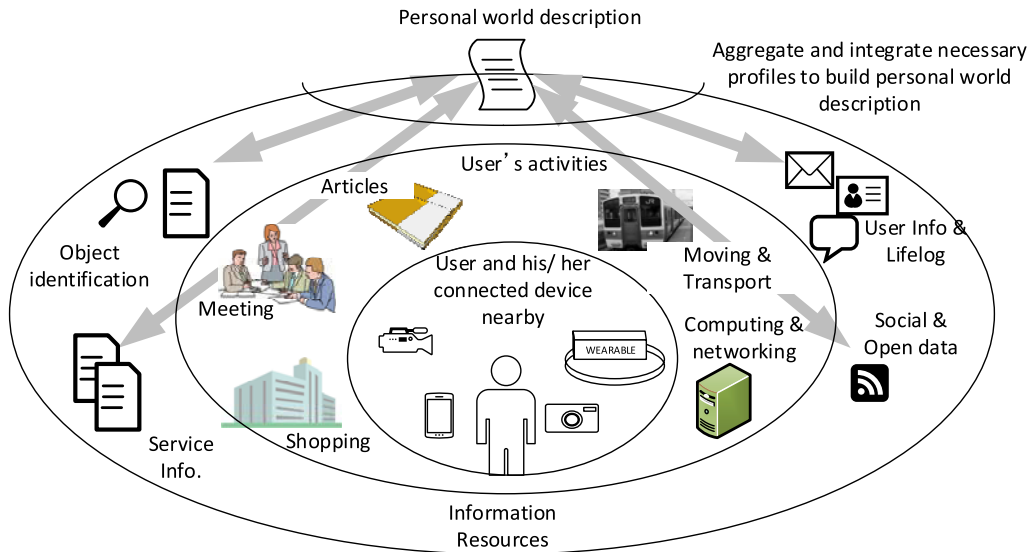 Personal world description
Aggregate and integrate necessary
profiles to build personal world
description
User’s activities
Articles
Object
identification
User Info &
Lifelog
User and his/ her
connected device
nearby
Moving &
Transport
Meeting
Computing &
networking
Social &
Open data
WEARABLE
Shopping
Service
Info.
Information
Resources